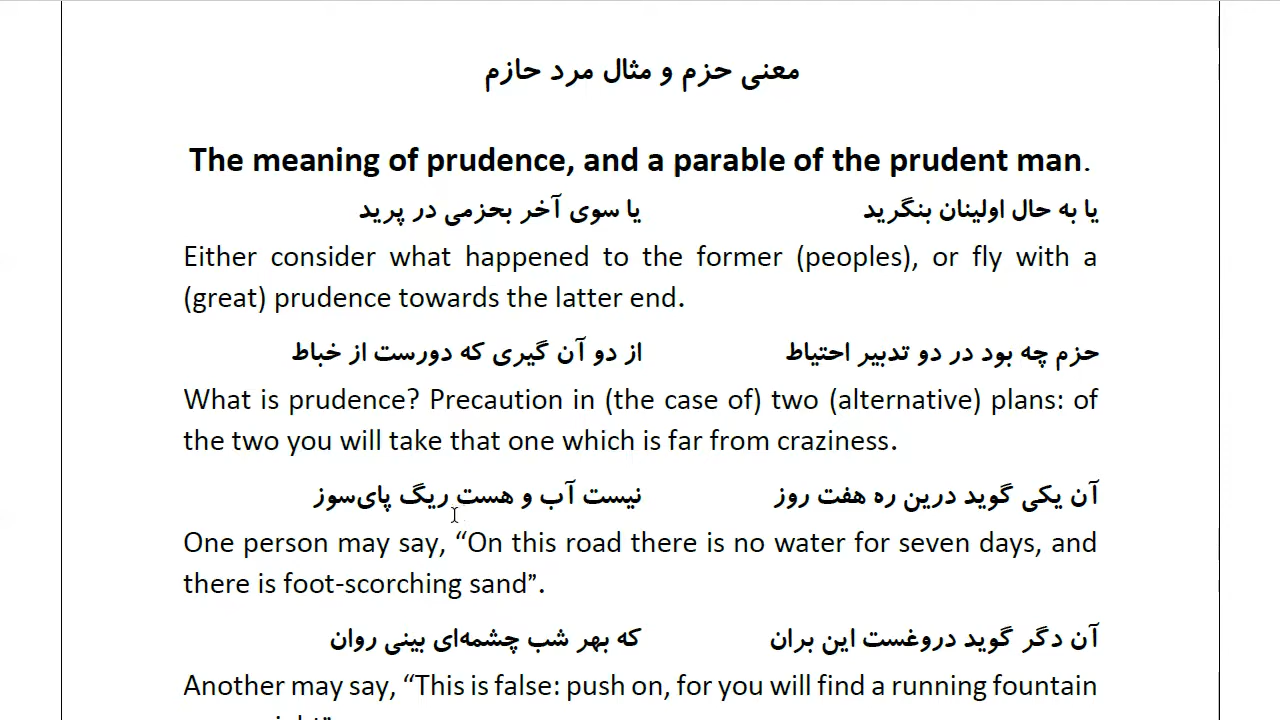 معنی حزم و مثال مرد حازم
The meaning of prudence, and a parable of the prudent man.
یا به حال اولینان بنگرید یا سوی آخر بحزمی در پرید
Either consider what happened to the former (peoples), or fly with a
(great) prudence towards the latter end.
حزم چه بود در دو تدبیر احتیاط از دو آن گیری که دورست از خباط
What is prudence? Precaution in (the case of) two (alternative) plans: of
the two you will take that one which is far from craziness.
آن یکی گوید درین ره هفت روز نیست آب و هست ریگ پای‌سوز
One person may say, “On this road there is no water for seven days, and
there is foot-scorching sand”.
آن دگر گوید دروغست این بران که بهر شب چشمه‌ای بینی روان
Another may say, “This is false: push on, for you will find a running fountain